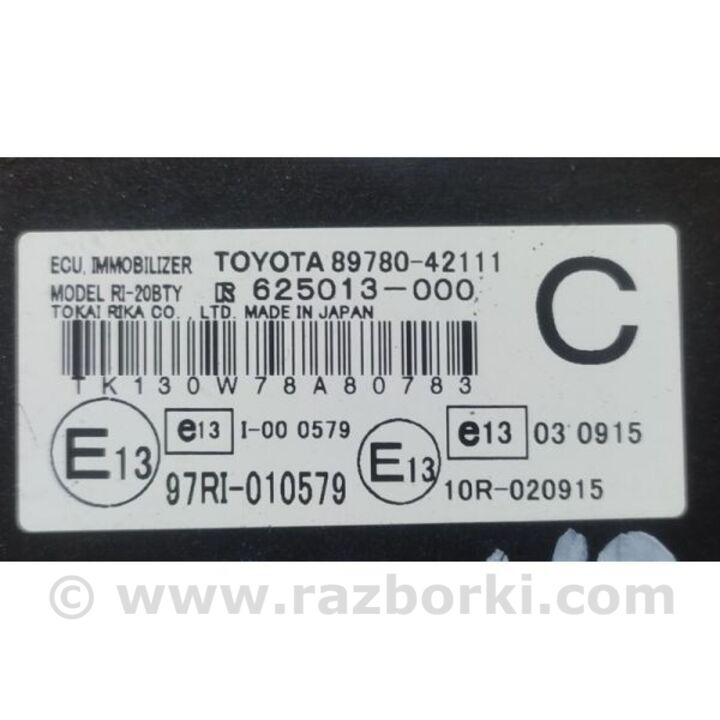 ECU, IMMOBILIZER TOYOTA 89780-42111
MODEL RI-20BTY 625013-000
TOKAI RIKA CO., LTD. MADE IN JAPAN
C
TK130W78A80783
E13 e13 I-00 0579 E13 e13 03 0915
97RI-010579 10R-020915
© www.razborki.com